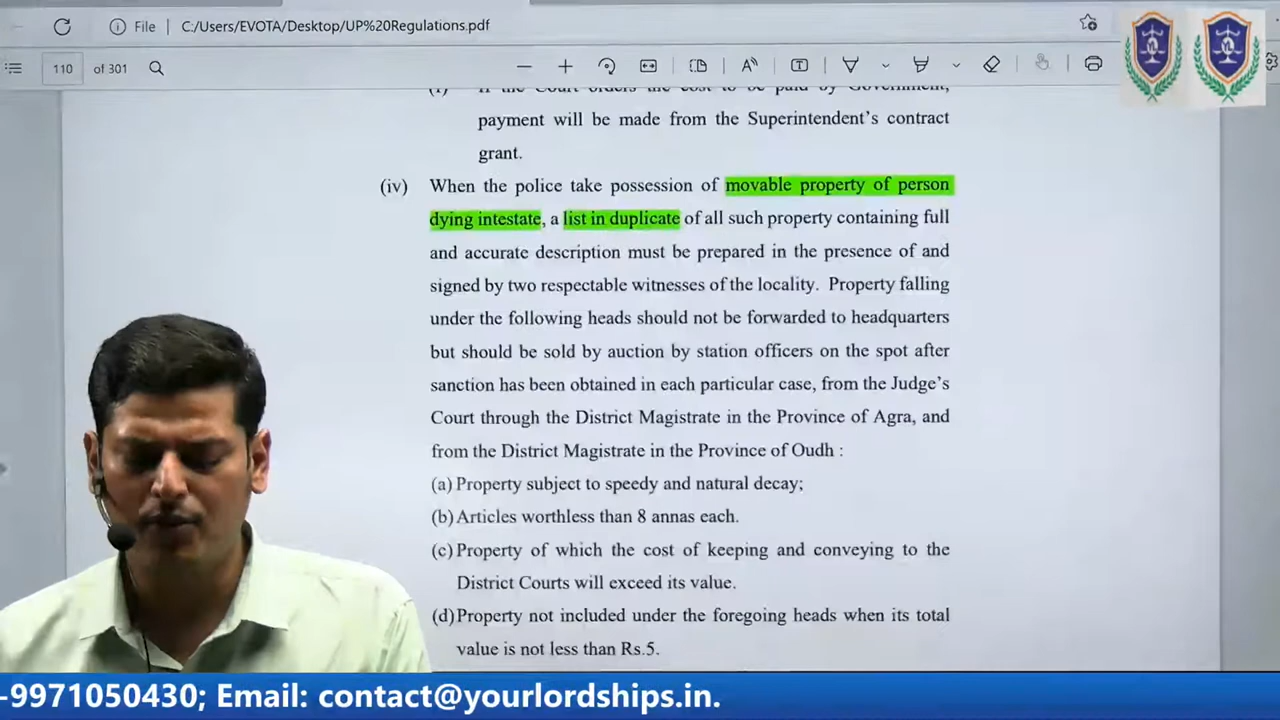 File
C:/Users/EVOTA/Desktop/UP%20Regulations.pdf
110 of 301
payment will be made from the Superintendent's contract
grant.
(iv) When the police take possession of movable property of person
dying intestate, a list in duplicate of all such property containing full
and accurate description must be prepared in the presence of and
signed by two respectable witnesses of the locality. Property falling
under the following heads should not be forwarded to headquarters
but should be sold by auction by station officers on the spot after
sanction has been obtained in each particular case, from the Judge's
Court through the District Magistrate in the Province of Agra, and
from the District Magistrate in the Province of Oudh :
(a) Property subject to speedy and natural decay;
(b) Articles worthless than 8 annas each.
(c) Property of which the cost of keeping and conveying to the
District Courts will exceed its value.
(d) Property not included under the foregoing heads when its total
value is not less than Rs.5.
-9971050430; Email: contact@yourlordships.in.